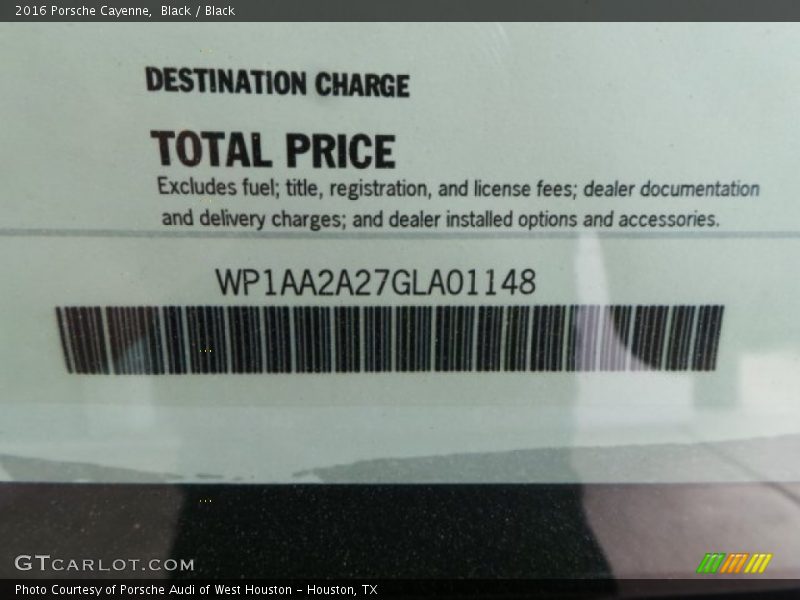 2016 Porsche Cayenne, Black / Black
DESTINATION CHARGE
TOTAL PRICE
Excludes fuel; title, registration, and license fees; dealer documentation
and delivery charges; and dealer installed options and accessories.
WP1AA2A27GLA01148
GTCARLOT.COM
Photo Courtesy of Porsche Audi of West Houston - Houston, TX